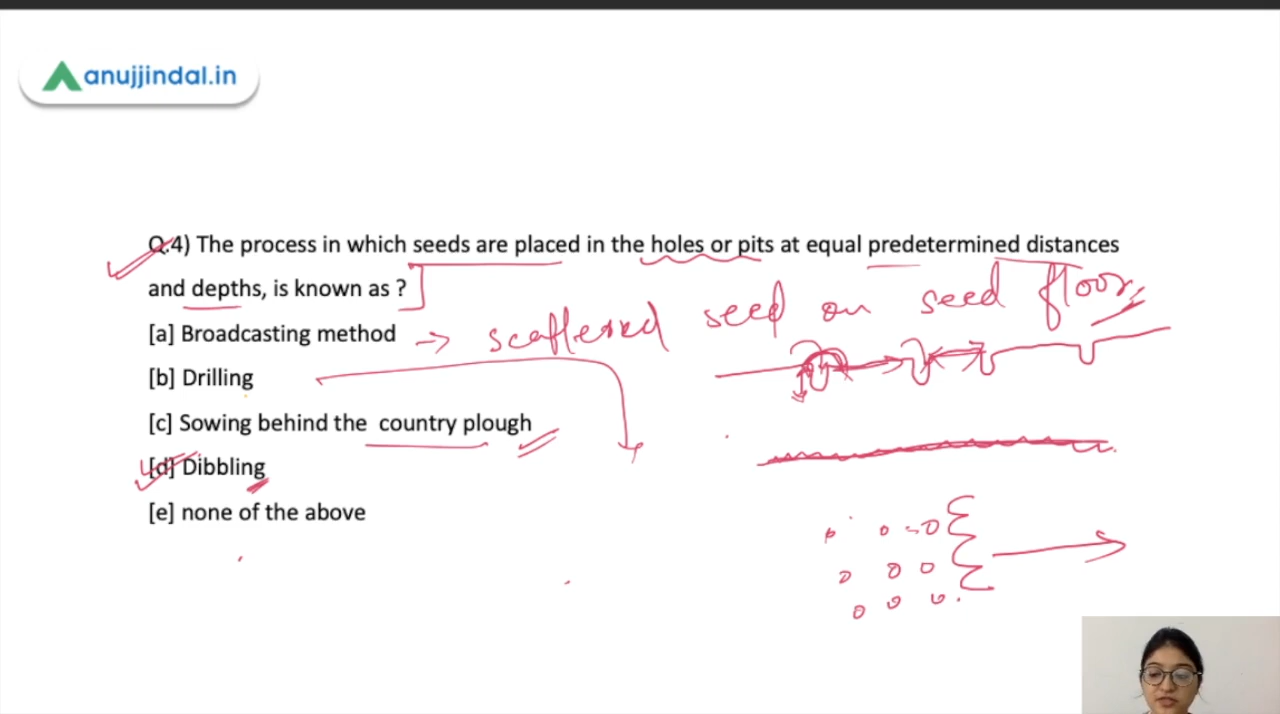 anujjindal.in
Q.4) The process in which seeds are placed in the holes or pits at equal predetermined distances
and depths, is known as ?
[a] Broadcasting method → scattered seed on seed floor
[b] Drilling
[c] Sowing behind the country plough
[d] Dibbling
[e] none of the above